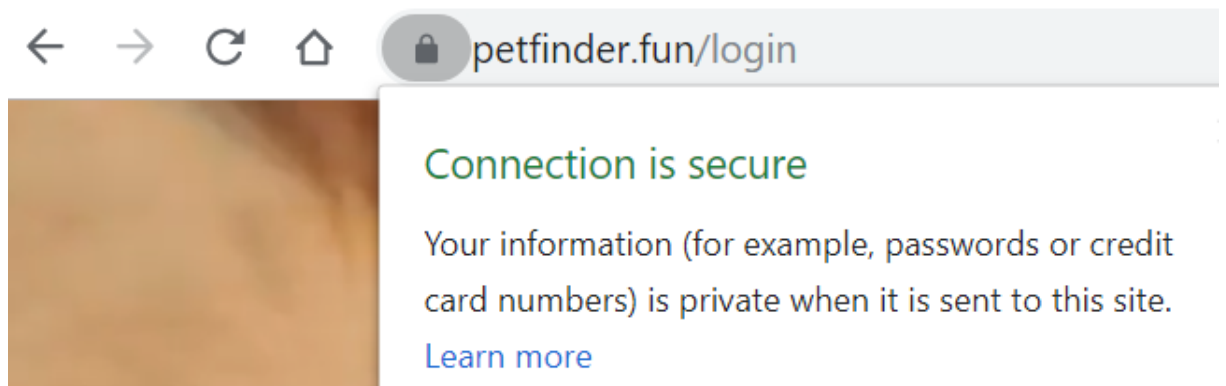 petfinder.fun/login
Connection is secure
Your information (for example, passwords or credit
card numbers) is private when it is sent to this site.
Learn more